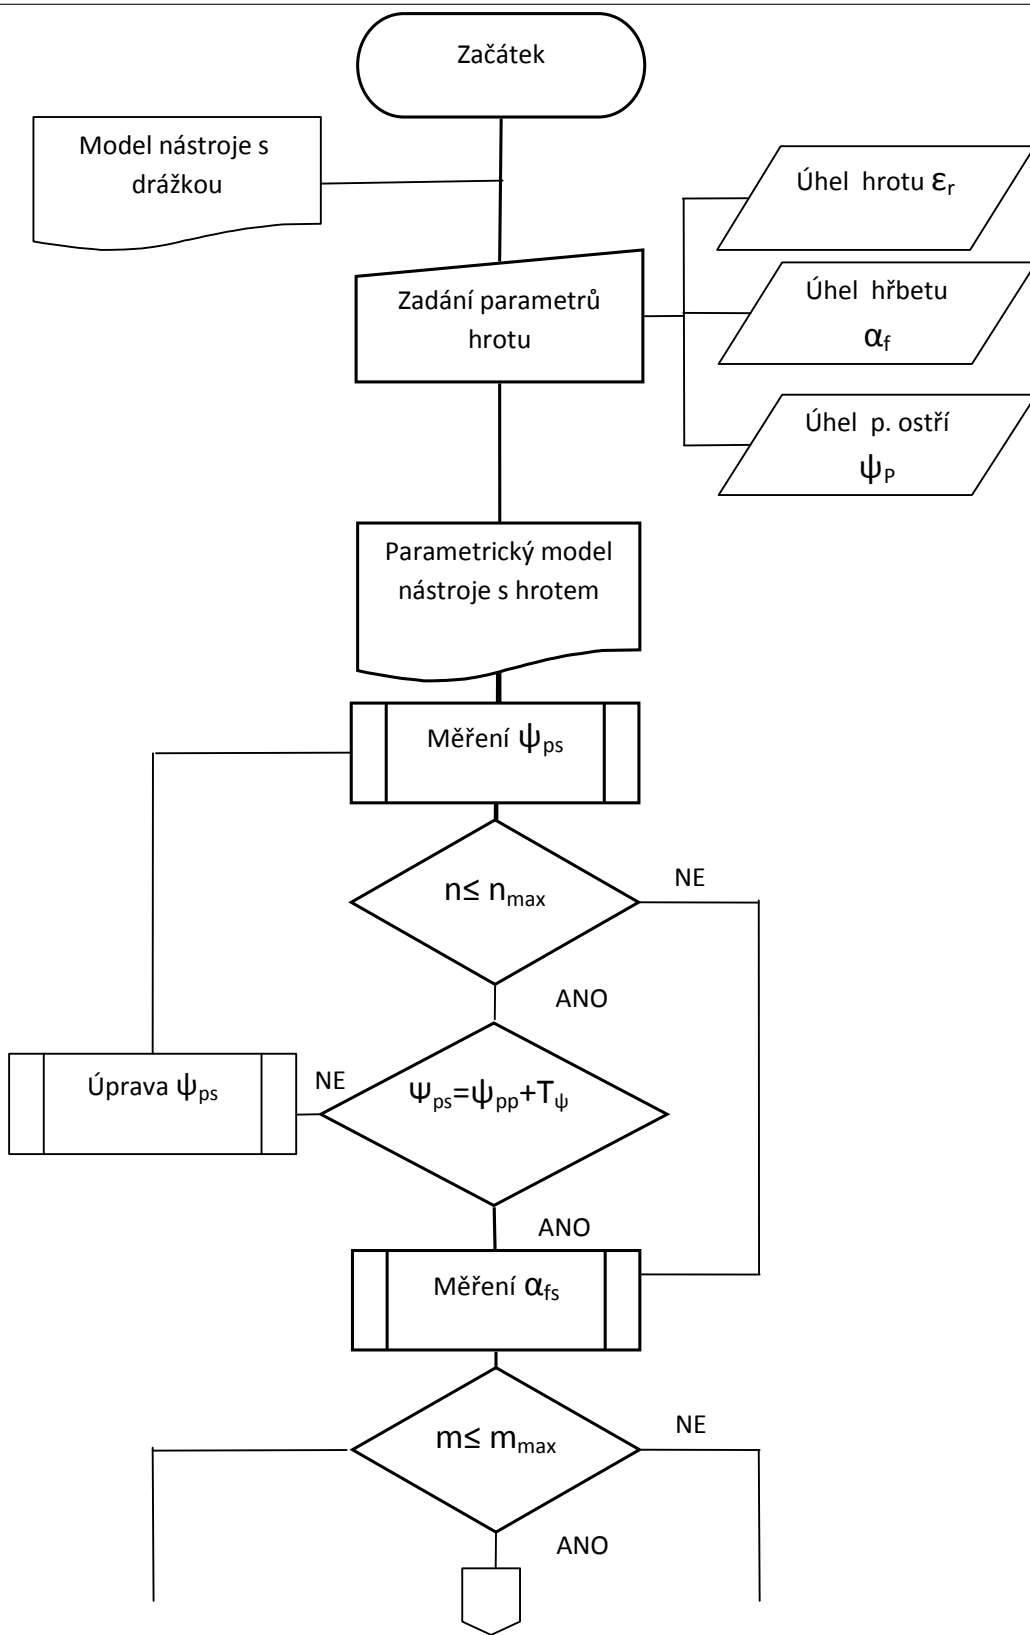 Začátek
Model nástroje s
drážkou
Úhel hrotu εr
Zadání parametrů
hrotu
Úhel hřbetu
αf
Úhel p. ostří
ψP
Parametrický model
nástroje s hrotem
Měření ψps
n≤ nmax
NE
ANO
Úprava ψps
NE
Ψps=ψpp+Tψ
ANO
Měření αfs
m≤ mmax
NE
ANO